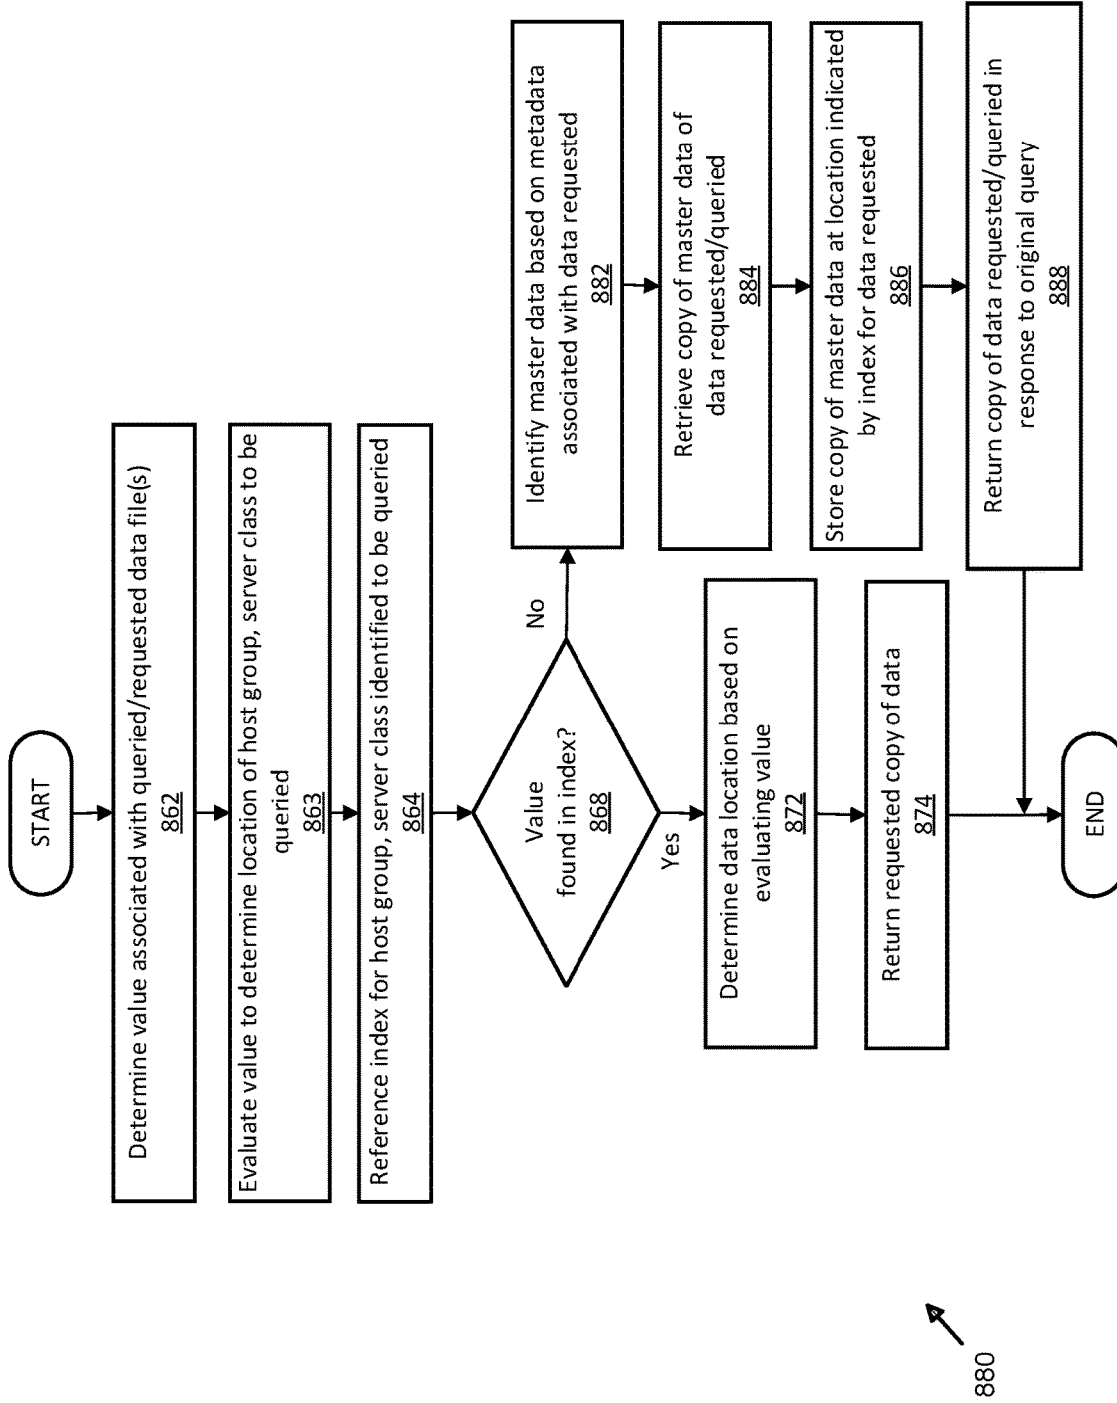 START
Determine value associated with queried/requested data file(s)
862
Evaluate value to determine location of host group, server class to be
queried
863
Reference index for host group, server class identified to be queried
864
Value
found in index?
868
No
Yes
Identify master data based on metadata
associated with data requested
882
Retrieve copy of master data of
data requested/queried
884
Store copy of master data at location indicated
by index for data requested
886
Return copy of data requested/queried in
response to original query
888
Determine data location based on
evaluating value
872
Return requested copy of data
874
END
880